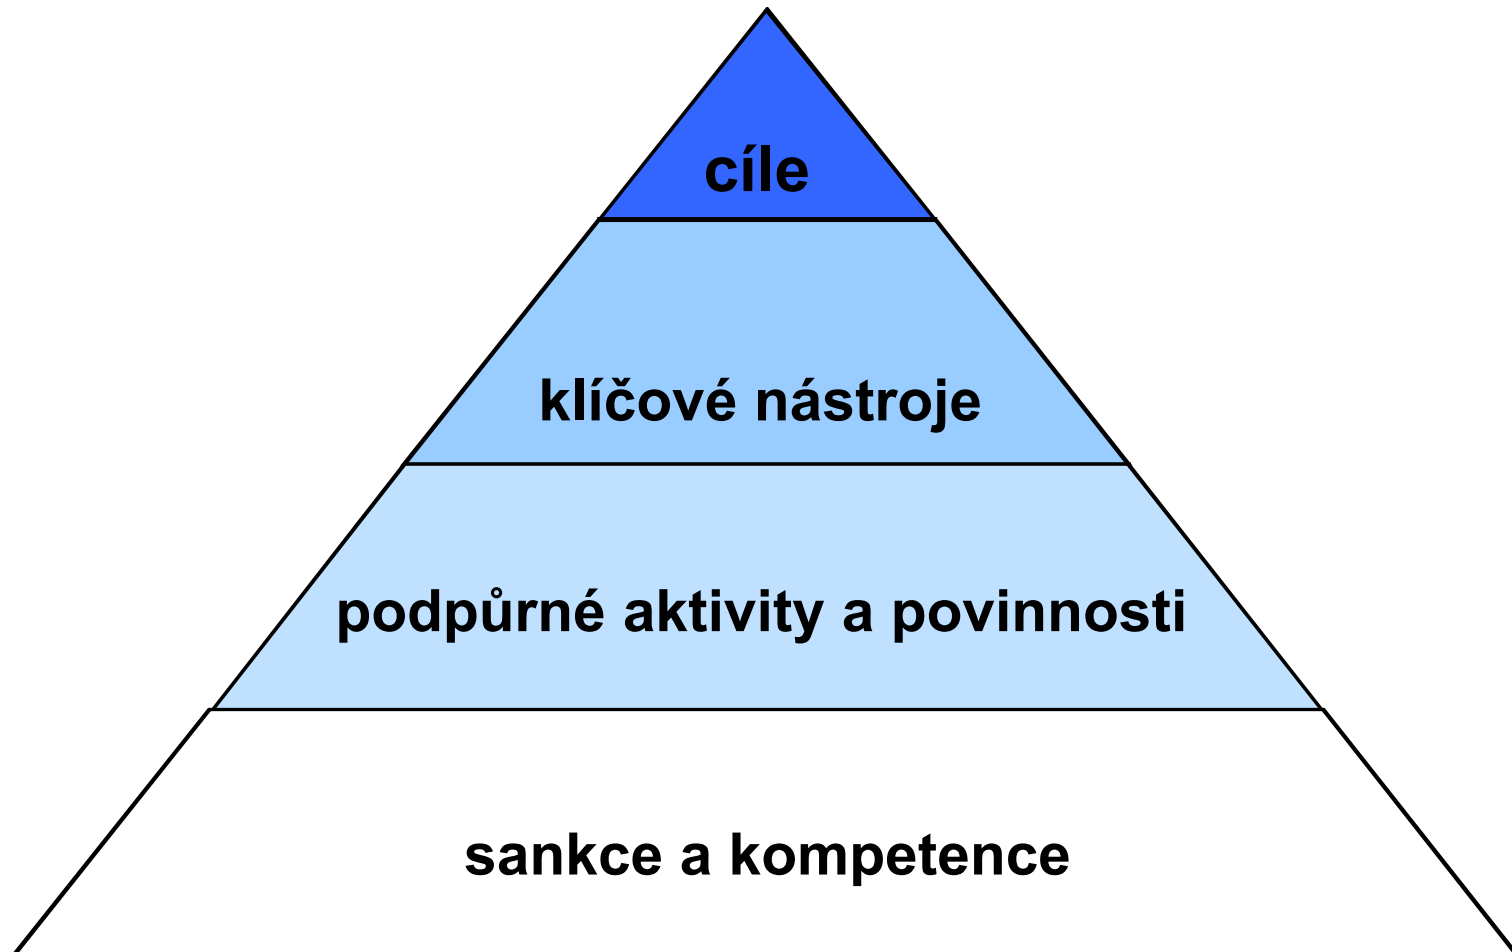 cíle
klíčové nástroje
podpůrné aktivity a povinnosti
sankce a kompetence